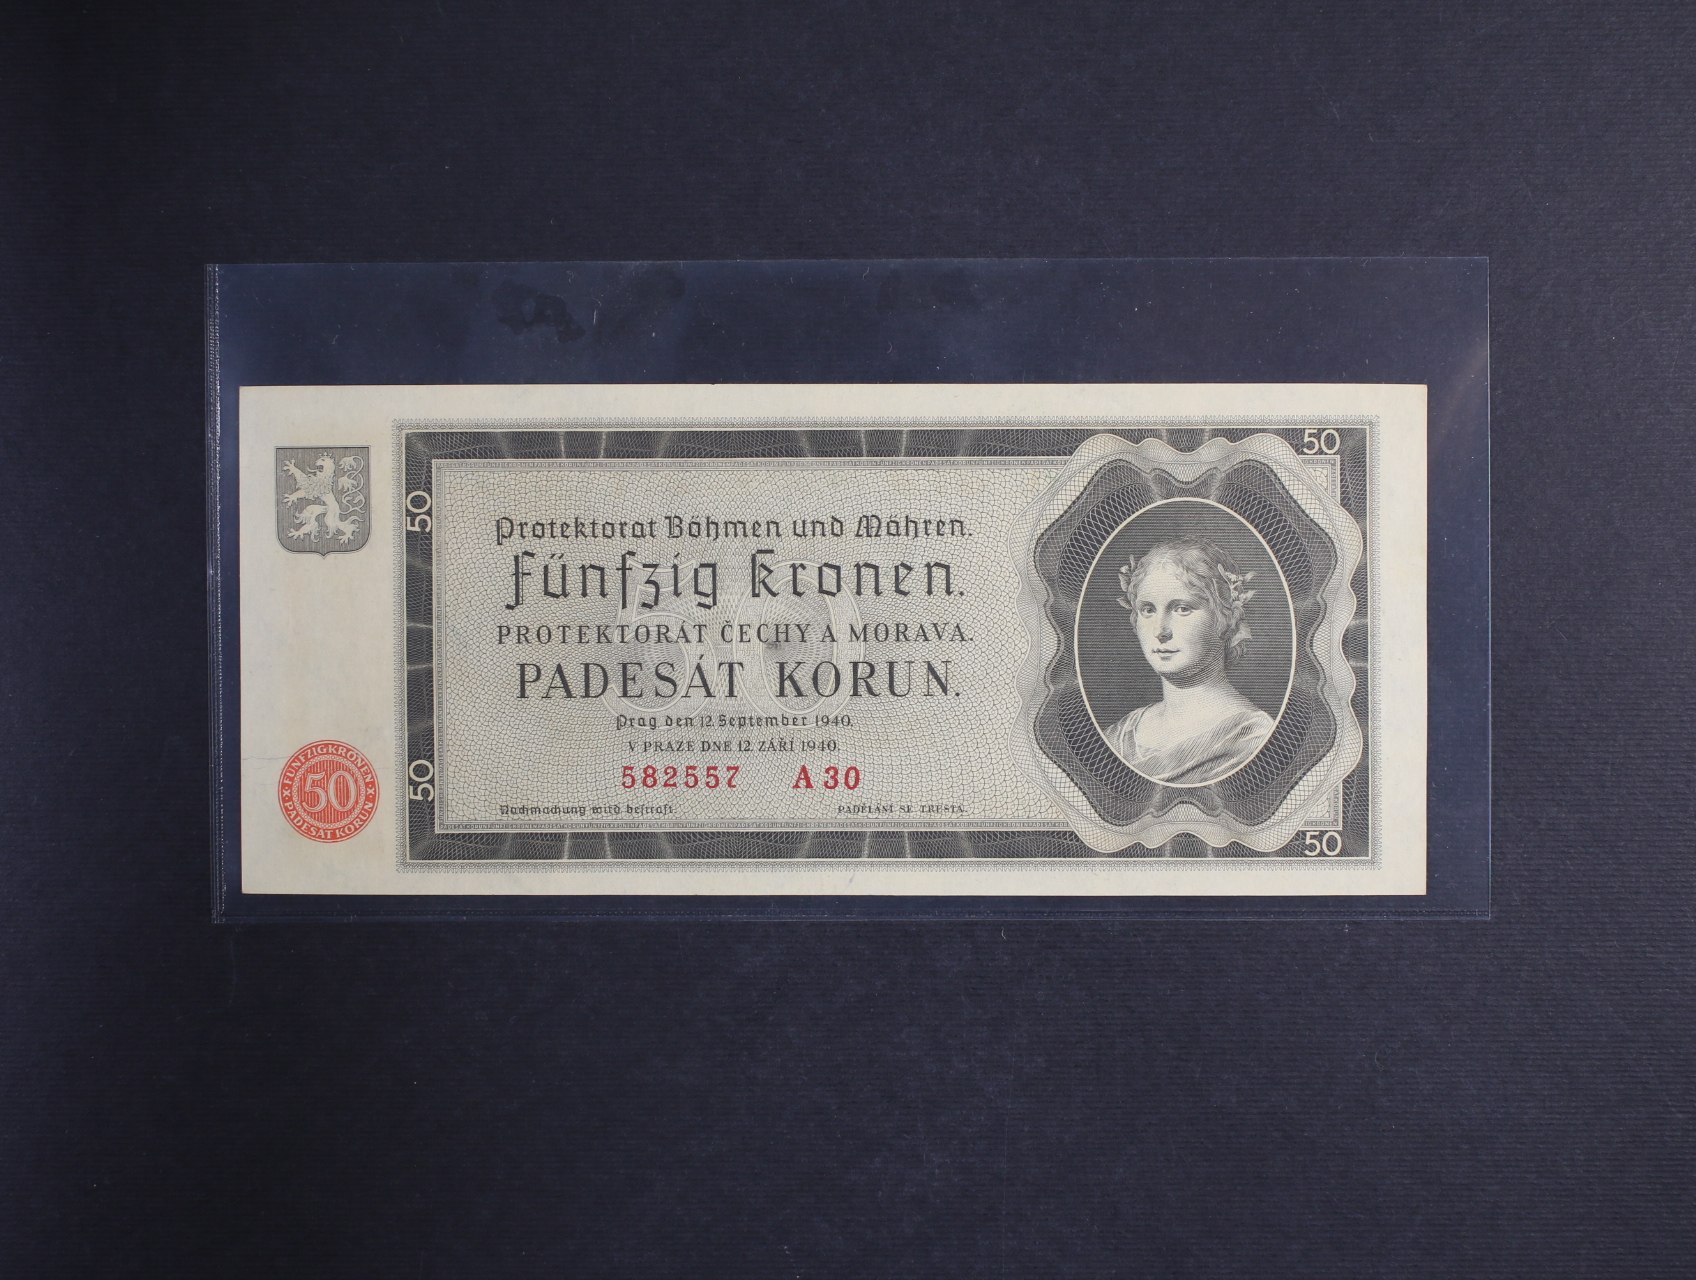 50
50
Protektorat Böhmen und Mähren.
Fünfzig Kronen.
PROTEKTORÁT ČECHY A MORAVA.
PADESÁT KORUN.
Prag den 12. September 1940.
V PRAZE DNE 12. ZÁŘÍ 1940.
582557 A 30
Nachmachung wird bestraft.
PADĚLÁNÍ SE TRESTÁ.
FÜNFZIG KRONEN
50
PADESÁT KORUN
50
50